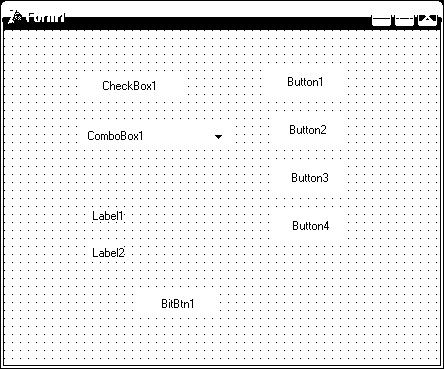 Form1
CheckBox1
Button1
ComboBox1
Button2
Button3
Label1
Button4
Label2
BitBtn1